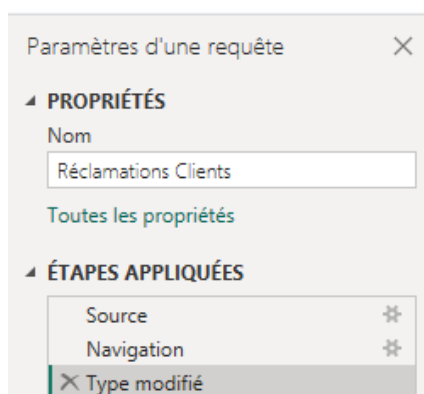 Paramètres d'une requête
PROPRIÉTÉS
Nom
Réclamations Clients
Toutes les propriétés
ÉTAPES APPLIQUÉES
Source
Navigation
Type modifié